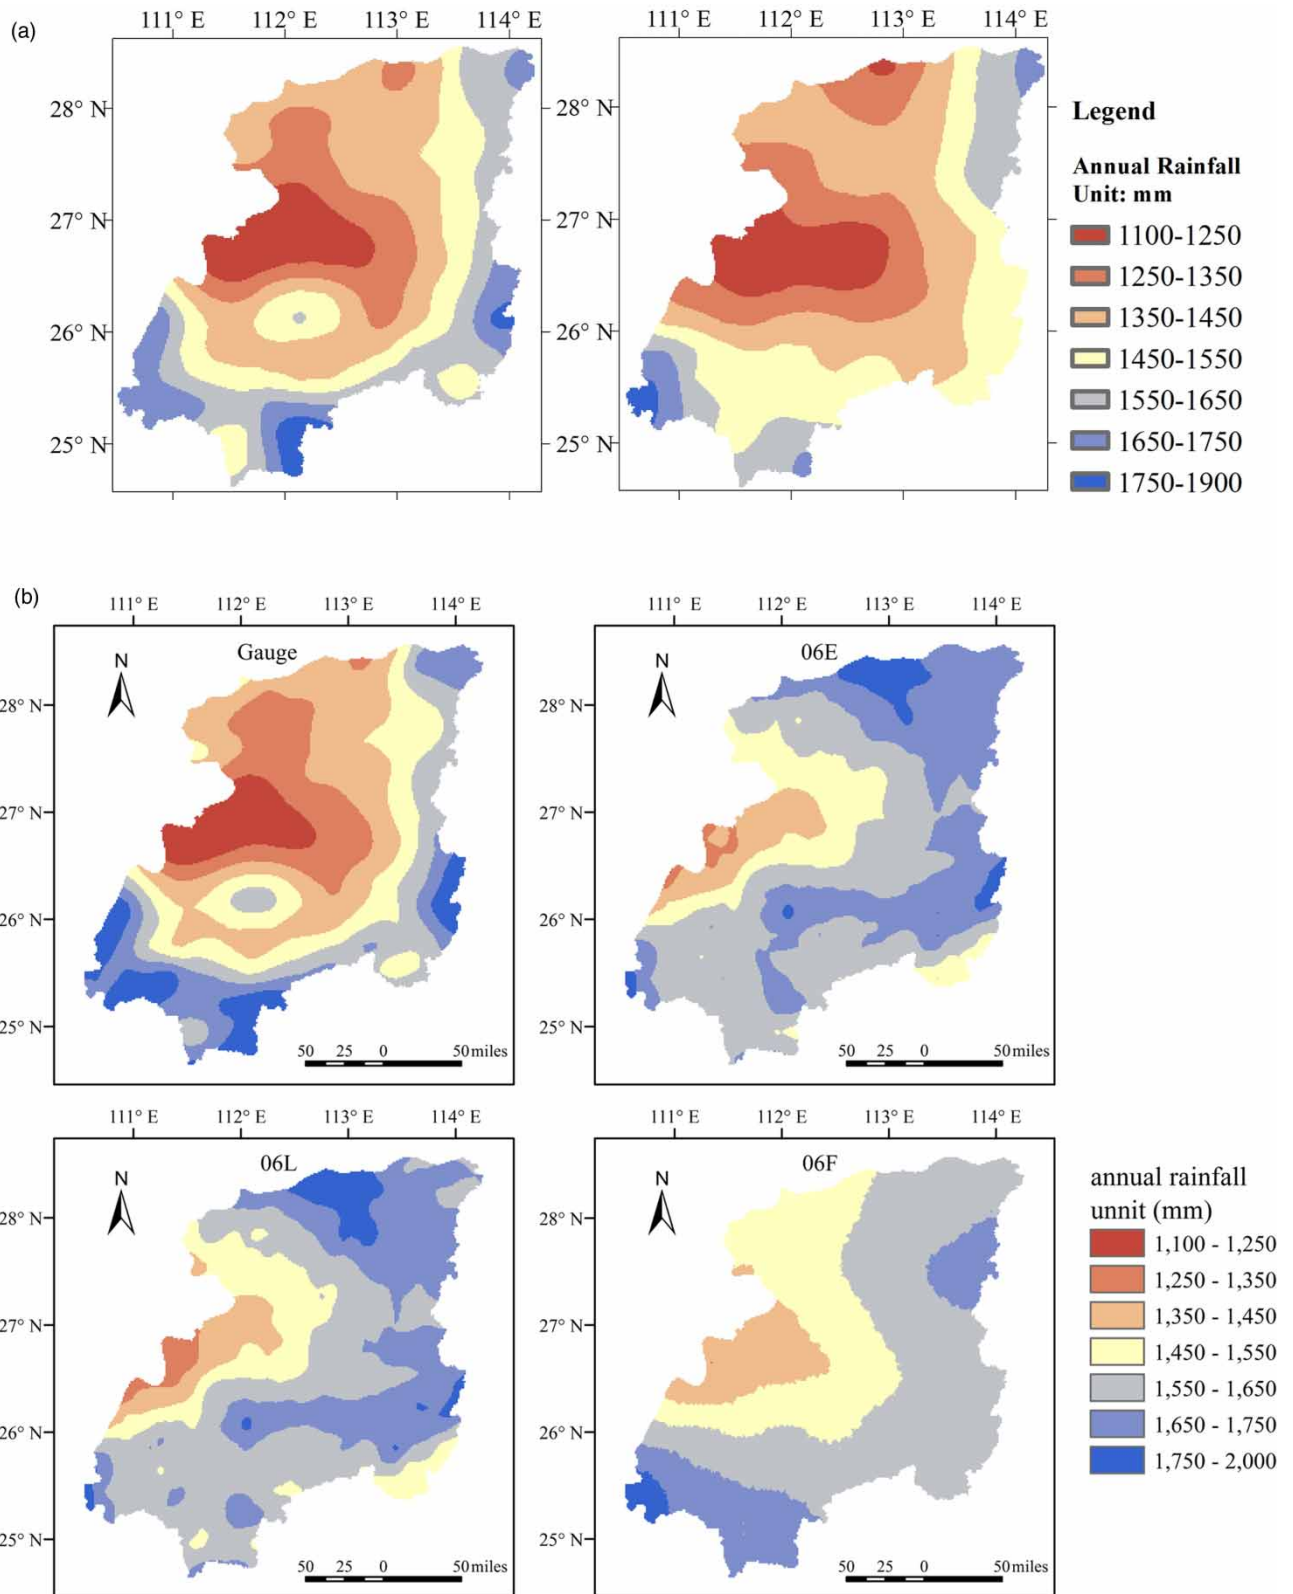 (a)
111° E 112° E 113° E 114° E 111° E 112° E 113° E 114° E
28° N 28° N
27° N 27° N
26° N 26° N
25° N 25° N
Legend
Annual Rainfall
Unit: mm
1100-1250
1250-1350
1350-1450
1450-1550
1550-1650
1650-1750
1750-1900
(b)
111° E 112° E 113° E 114° E 111° E 112° E 113° E 114° E
N Gauge N 06E
28° N 28° N
27° N 27° N
26° N 26° N
25° N 25° N
50 25 0 50 miles 50 25 0 50 miles
111° E 112° E 113° E 114° E 111° E 112° E 113° E 114° E
N 06L N 06F
28° N 28° N
27° N 27° N
26° N 26° N
25° N 25° N
50 25 0 50 miles 50 25 0 50 miles
annual rainfall
unnit (mm)
1,100 - 1,250
1,250 - 1,350
1,350 - 1,450
1,450 - 1,550
1,550 - 1,650
1,650 - 1,750
1,750 - 2,000